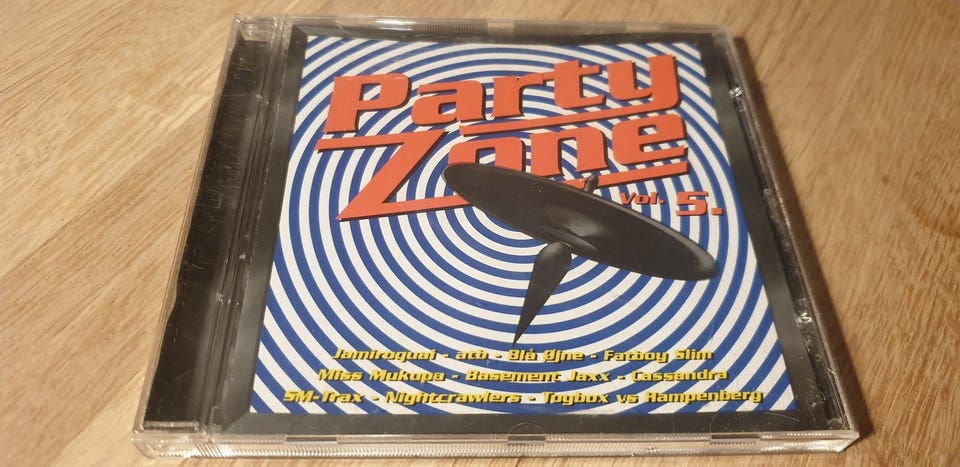 Party
Zone
Vol. 5.
Jamiroquai - atb - Blå Øjne - Fatboy Slim
Miss Mukupa - Basement Jaxx - Cassandra
SM-Trax - Nightcrawlers - Toybox vs Hampenberg